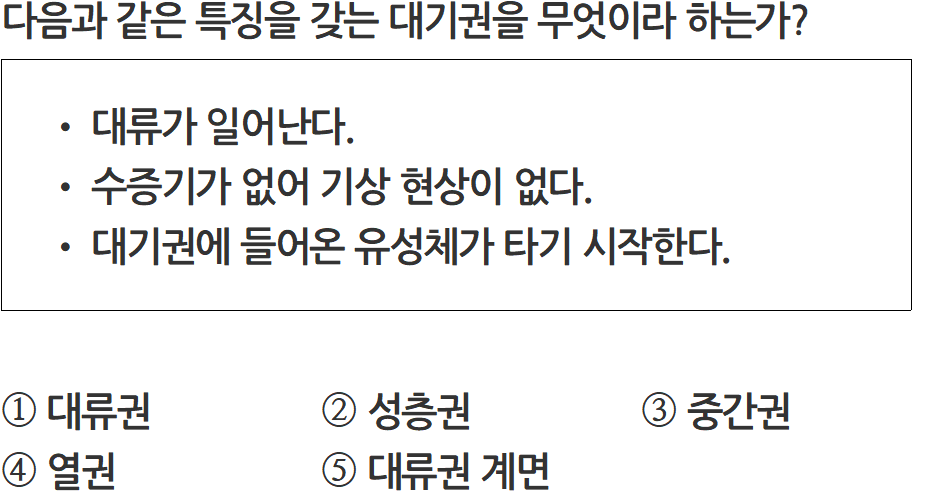 다음과 같은 특징을 갖는 대기권을 무엇이라 하는가?
• 대류가 일어난다.
• 수증기가 없어 기상 현상이 없다.
• 대기권에 들어온 유성체가 타기 시작한다.
① 대류권 ② 성층권 ③ 중간권
④ 열권 ⑤ 대류권 계면